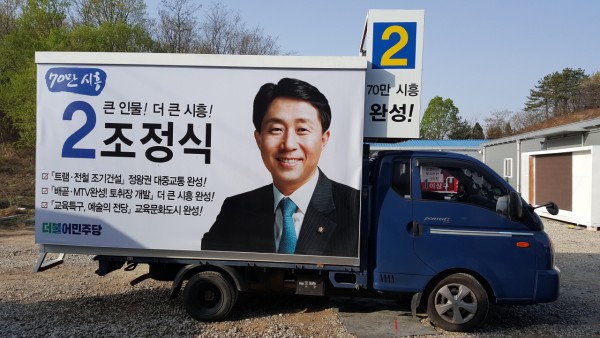 70만 시흥
큰 인물! 더 큰 시흥!
2 조정식
「트램·전철 조기건설」 정왕권 대중교통 완성!
「배곧·MTV완성! 토취장 개발」 더 큰 시흥 완성!
「교육특구, 예술의 전당」 교육문화도시 완성!
더불어민주당
2
70만 시흥
완성!